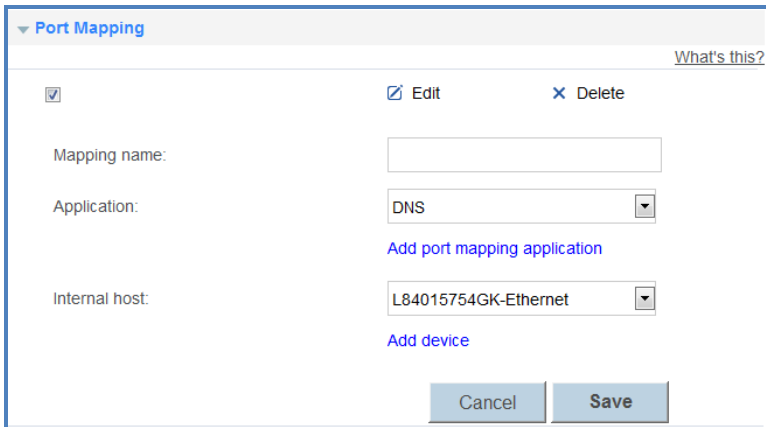 Port Mapping
What's this?
Edit Delete
Mapping name:
Application: DNS
Add port mapping application
Internal host: L84015754GK-Ethernet
Add device
Cancel Save